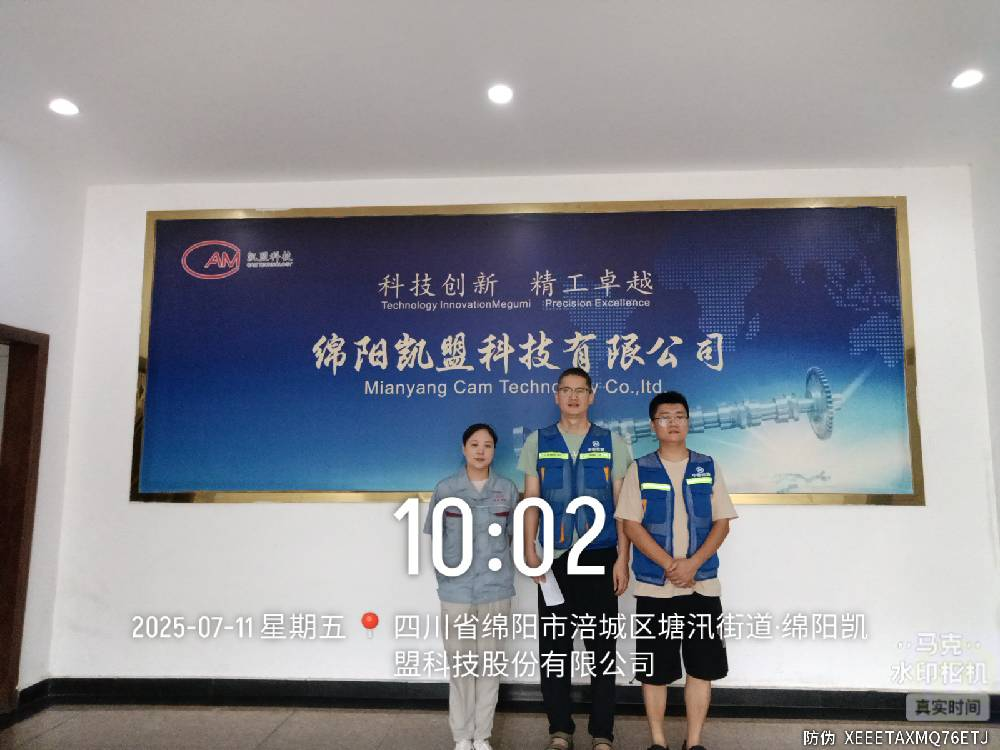 CAM 凯盟科技
CAM TECHNOLOGY
科技创新 精工卓越
Technology InnovationMegumi Precision Excellence
绵阳凯盟科技有限公司
Mianyang Cam Techno y Co.,ltd
10:02
2025-07-11 星期五 四川省绵阳市涪城区塘汛街道·绵阳凯
盟科技股份有限公司
马克
水印相机
真实时间
防伪 XEEETAXMQ76ETJ